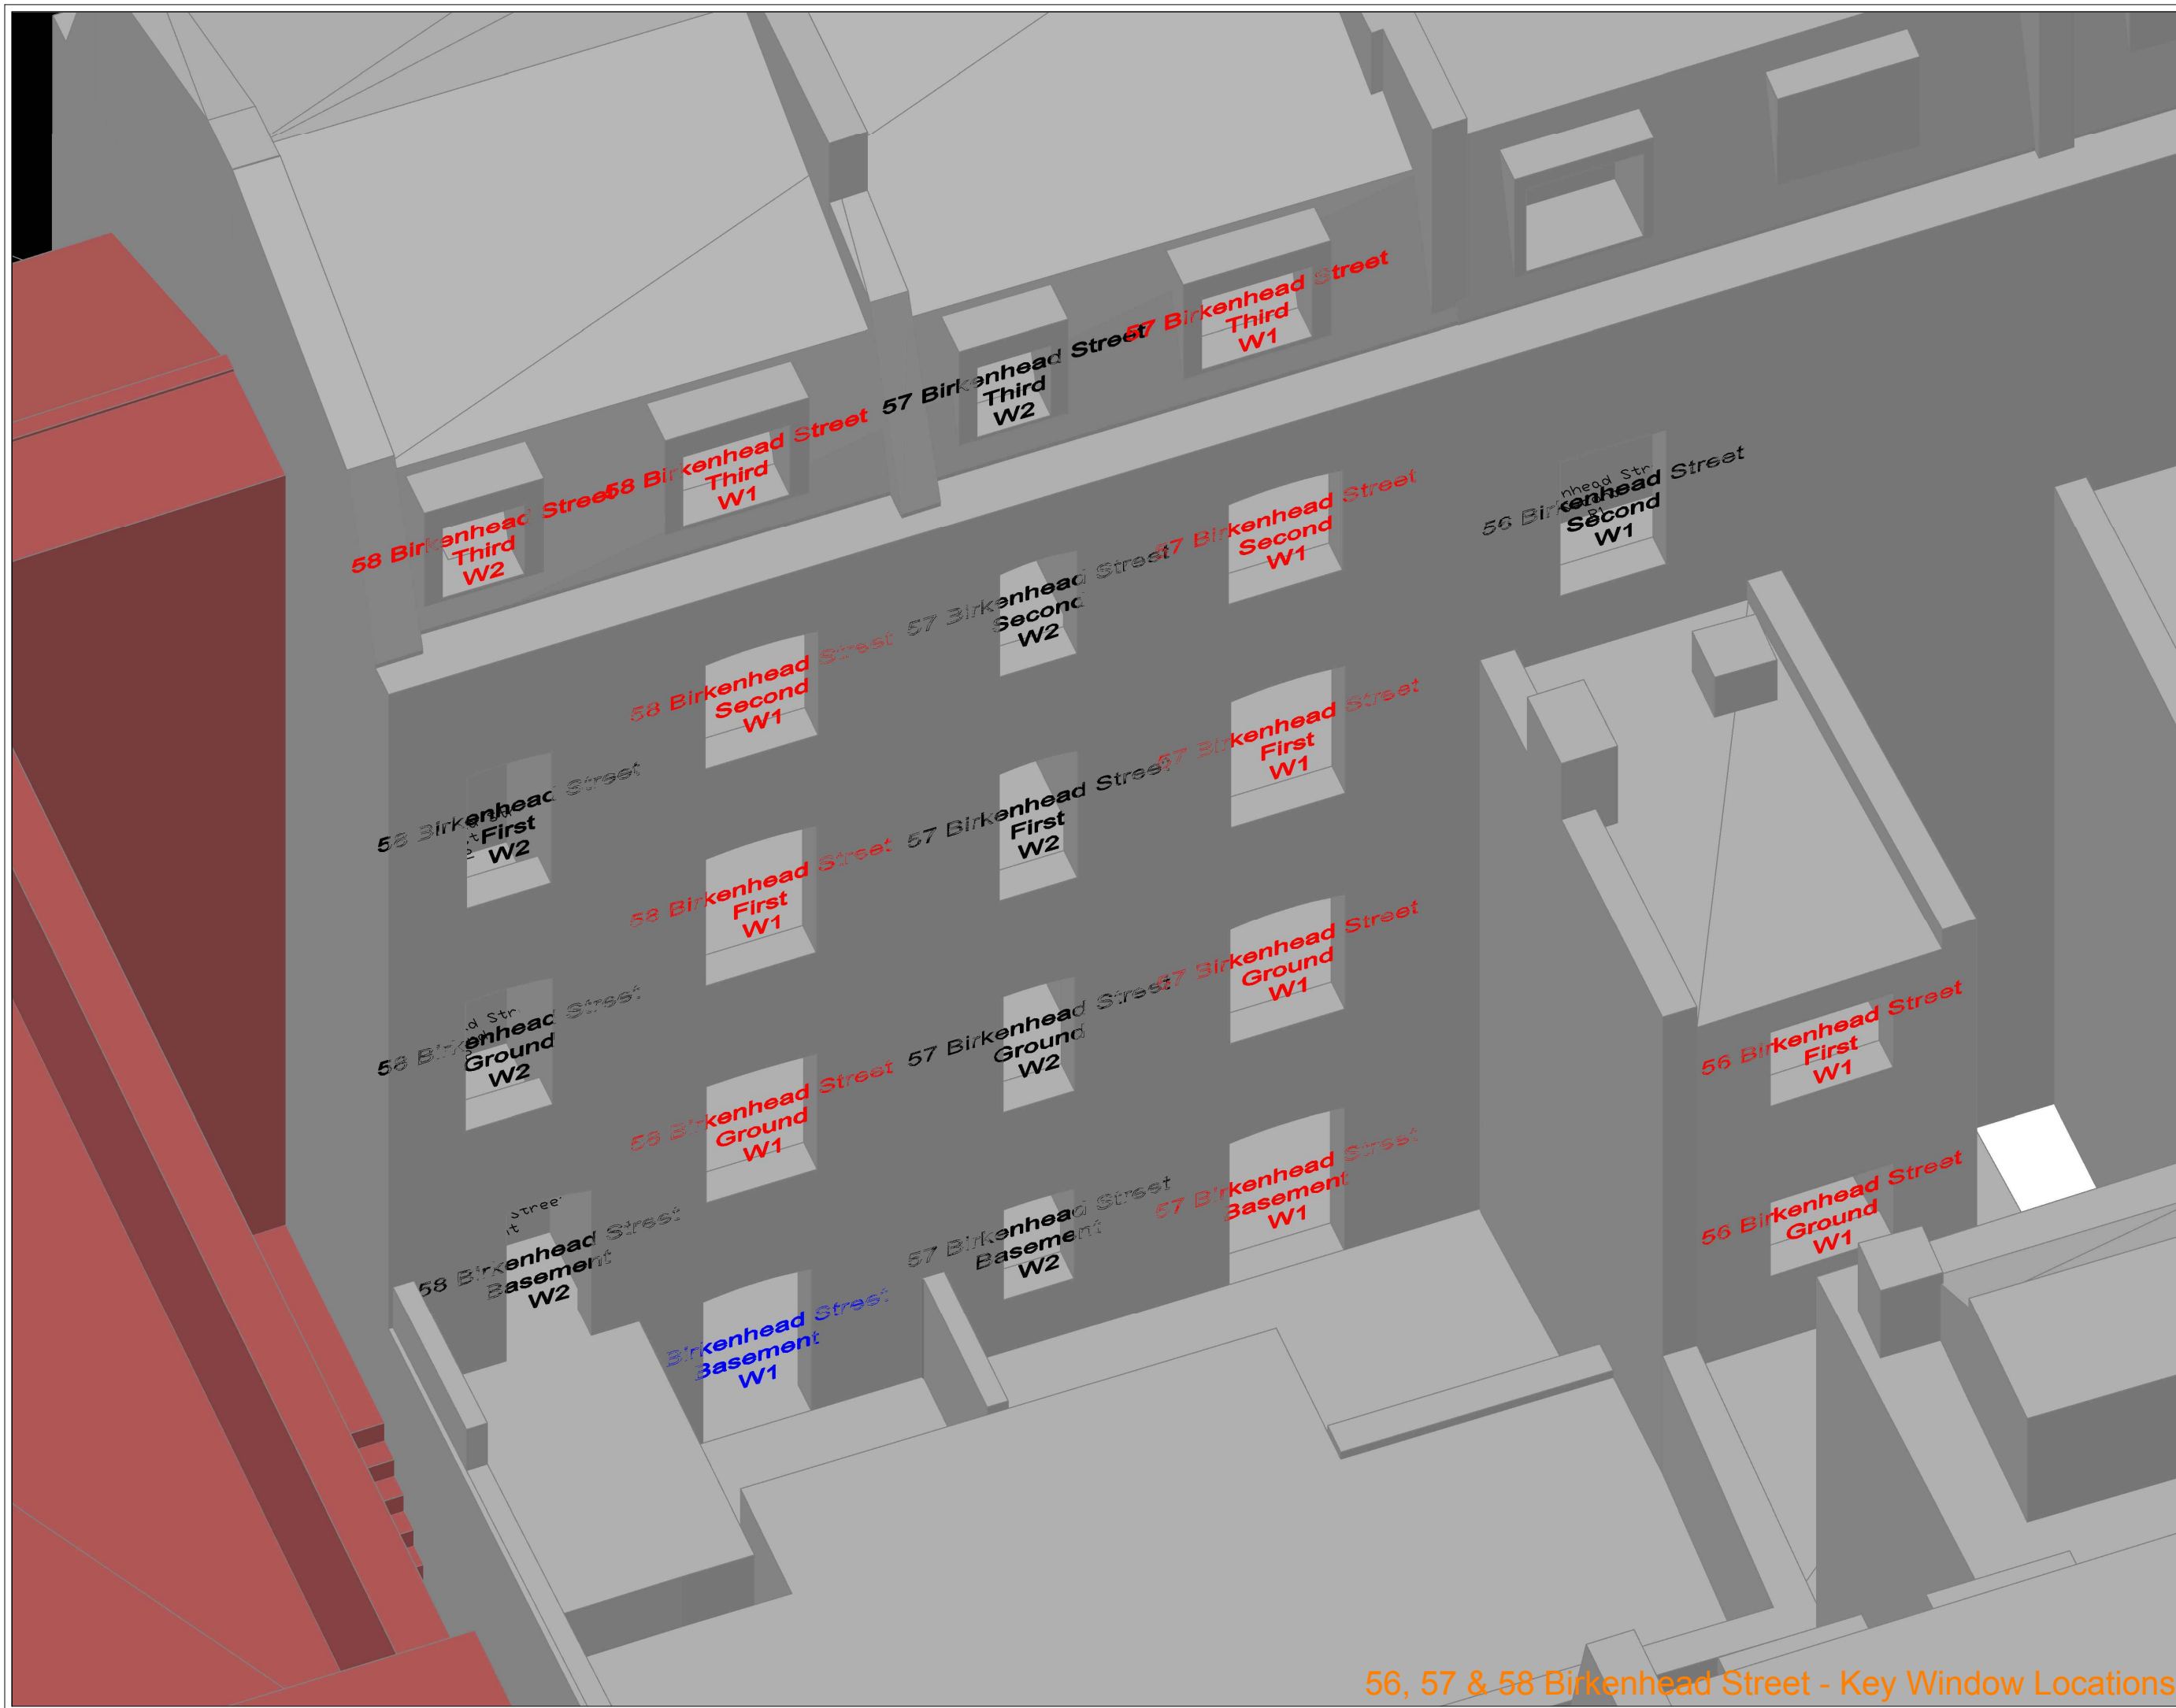 57 Birkenhead Street
Third
W1
57 Birkenhead Street
Third
W2
58 Birkenhead Street
Third
W1
58 Birkenhead Street
Third
W2
56 Birkenhead Street
Second
W1
nhead Str
57 Birkenhead Street
Second
W1
57 Birkenhead Street
Second
W2
58 Birkenhead Street
Second
W1
57 Birkenhead Street
First
W1
57 Birkenhead Street
First
W2
58 Birkenhead Street
First
W1
58 Birkenhead Street
First
W2
57 Birkenhead Street
Ground
W1
57 Birkenhead Street
Ground
W2
58 Birkenhead Street
Ground
W1
58 Birkenhead Street
Ground
W2
d Str
56 Birkenhead Street
First
W1
56 Birkenhead Street
Ground
W1
57 Birkenhead Street
Basement
W1
57 Birkenhead Street
Basement
W2
Street
58 Birkenhead Street
Basement
W2
Birkenhead Street
Basement
W1
56, 57 & 58 Birkenhead Street - Key Window Locations